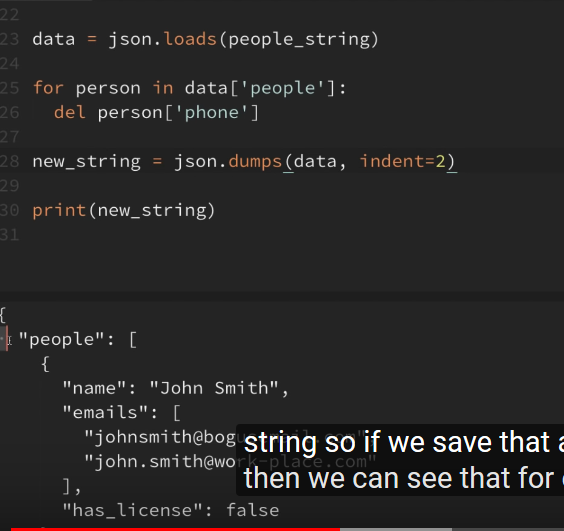 22
23 data = json.loads(people_string)
24
25 for person in data['people']:
26   del person['phone']
27
28 new_string = json.dumps(data, indent=2)
29
30 print(new_string)
31
{
  "people": [
    {
      "name": "John Smith",
      "emails": [
        "johnsmith@bog
        "john.smith@work-place.com"
      ],
      "has_license": false
string so if we save that a
then we can see that for